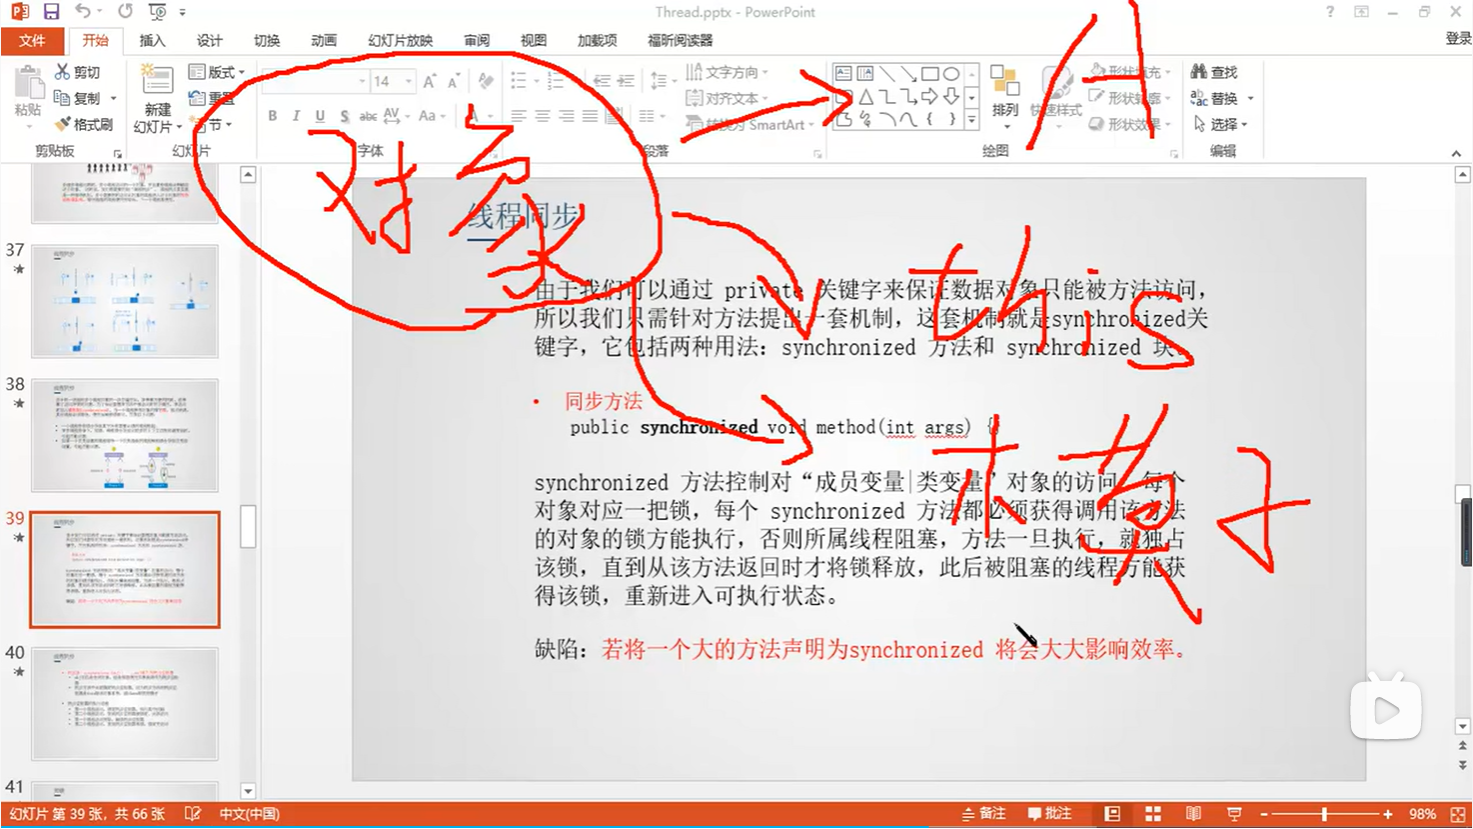 Thread.pptx - PowerPoint
?
文件 开始 插入 设计 切换 动画 幻灯片放映 审阅 视图 加载项 福昕阅读器 登录
粘贴 剪切 复制 格式刷
新建 幻灯片 版式 重置 节
14
B I U S abc AV Aa A
文字方向 对齐文本 转换为 SmartArt
排列 快速样式 形状填充 形状轮廓 形状效果
查找 替换 选择
剪贴板 幻灯片 字体 段落 绘图 编辑
A
对象
线程同步
this
由于我们可以通过 private 关键字来保证数据对象只能被方法访问，
所以我们只需针对方法提出一套机制，这套机制就是synchronized关
键字，它包括两种用法：synchronized 方法和 synchronized 块.
• 同步方法
public synchronized void method(int args) {
synchronized 方法控制对“成员变量|类变量”对象的访问：每个
对象对应一把锁，每个 synchronized 方法都必须获得调用该方法
的对象的锁方能执行，否则所属线程阻塞，方法一旦执行，就独占
该锁，直到从该方法返回时才将锁释放，此后被阻塞的线程方能获
得该锁，重新进入可执行状态。
缺陷：若将一个大的方法声明为synchronized 将会大大影响效率。
37
38
39
40
41
幻灯片 第 39 张，共 66 张 中文(中国) 备注 批注 98%